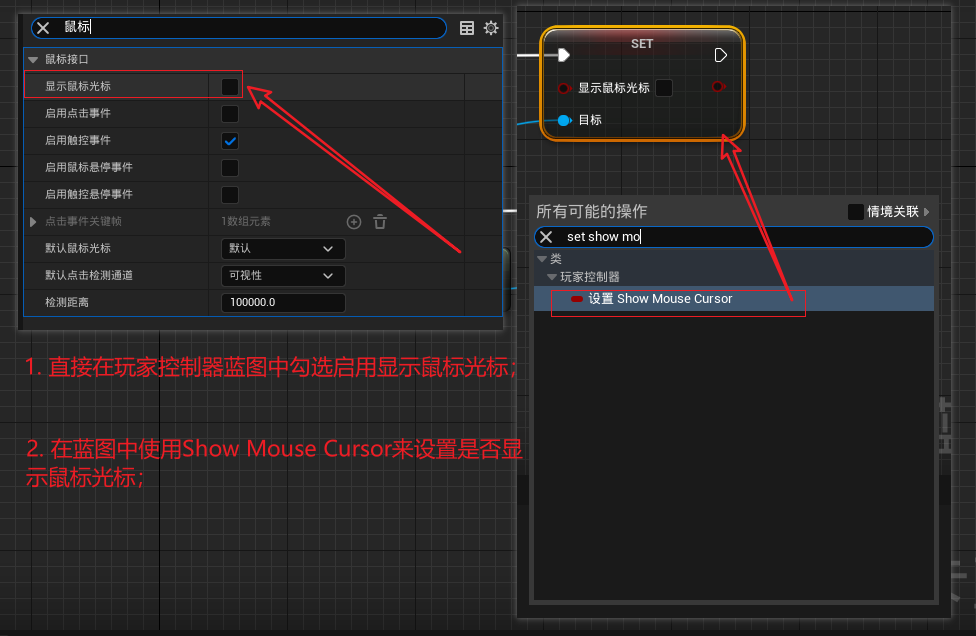 鼠标
鼠标接口
显示鼠标光标
启用点击事件
启用触控事件
启用鼠标悬停事件
启用触控悬停事件
点击事件关键帧 1数组元素
默认鼠标光标 默认
默认点击检测通道 可视性
检测距离 100000.0
SET
显示鼠标光标
目标
所有可能的操作 情境关联
set show mo
类
玩家控制器
设置 Show Mouse Cursor
1. 直接在玩家控制器蓝图中勾选启用显示鼠标光标;
2. 在蓝图中使用Show Mouse Cursor来设置是否显
示鼠标光标;